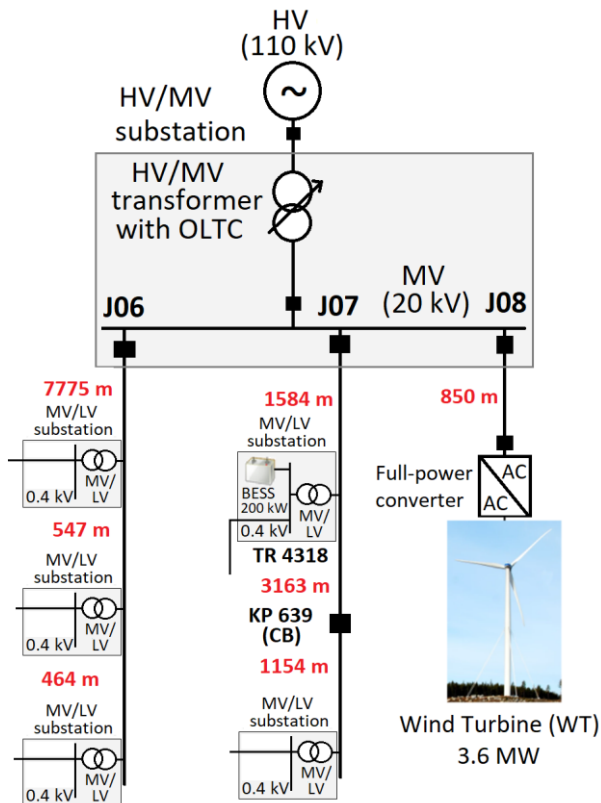 HV
(110 kV)
~
HV/MV
substation
HV/MV
transformer
with OLTC
MV
(20 kV)
J06
J07
J08
7775 m
MV/LV
substation
MV/
LV
0.4 kV
547 m
MV/LV
substation
MV/
LV
0.4 kV
464 m
MV/LV
substation
MV/
LV
0.4 kV
1584 m
MV/LV
substation
BESS
200 kW
0.4 kV
MV/
LV
TR 4318
3163 m
KP 639
(CB)
1154 m
MV/LV
substation
MV/
LV
0.4 kV
850 m
Full-power
converter
AC
AC
Wind Turbine (WT)
3.6 MW